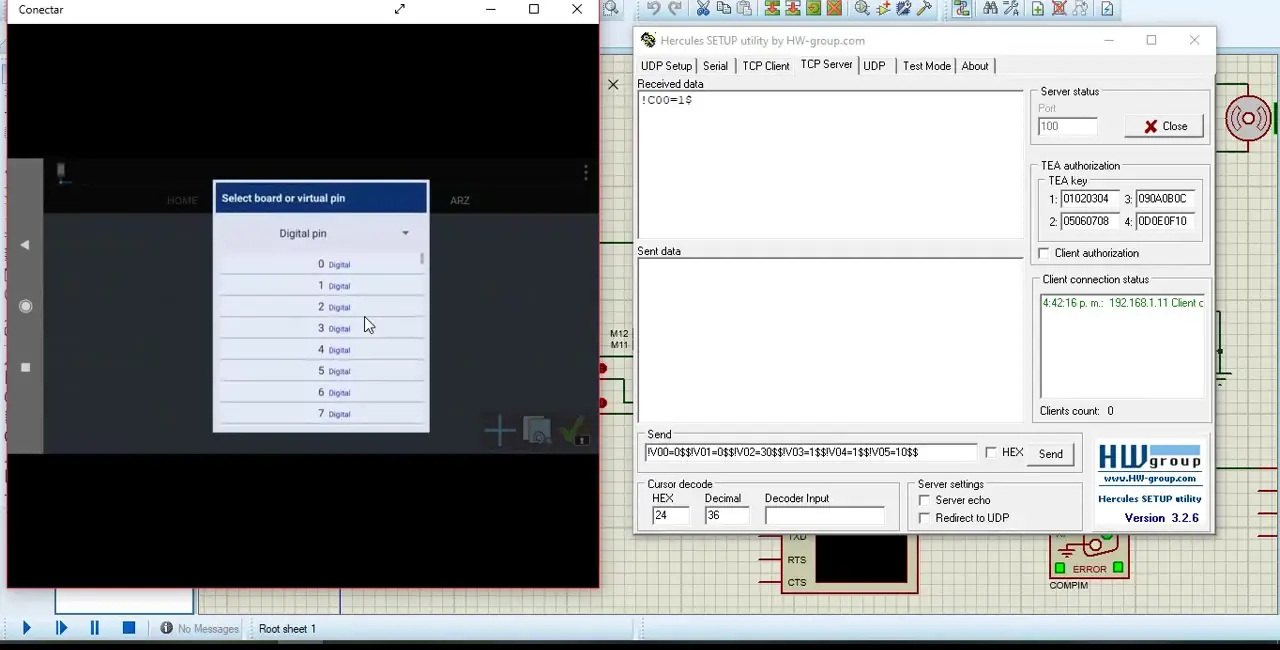 Conectar
HOME
ARZ
Select board or virtual pin
Digital pin
0 Digital
1 Digital
2 Digital
3 Digital
4 Digital
5 Digital
6 Digital
7 Digital
Hercules SETUP utility by HW-group.com
UDP Setup
Serial
TCP Client
TCP Server
UDP
Test Mode
About
Received data
!C00=1$
Sent data
Server status
Port
100
Close
TEA authorization
TEA key
1: 01020304
3: 090A0B0C
2: 05060708
4: 0D0E0F10
Client authorization
Client connection status
4:42:16 p. m.: 192.168.1.11 Client c
Clients count: 0
Send
!V00=0$$!V01=0$$!V02=30$$!V03=1$$!V04=1$$!V05=10$$
HEX
Send
Cursor decode
HEX
Decimal
Decoder Input
24
36
Server settings
Server echo
Redirect to UDP
HW group
www.HW-group.com
Hercules SETUP utility
Version 3.2.6
M12
M11
TXD
RTS
CTS
ERROR
COMPIM
No Messages
Root sheet 1